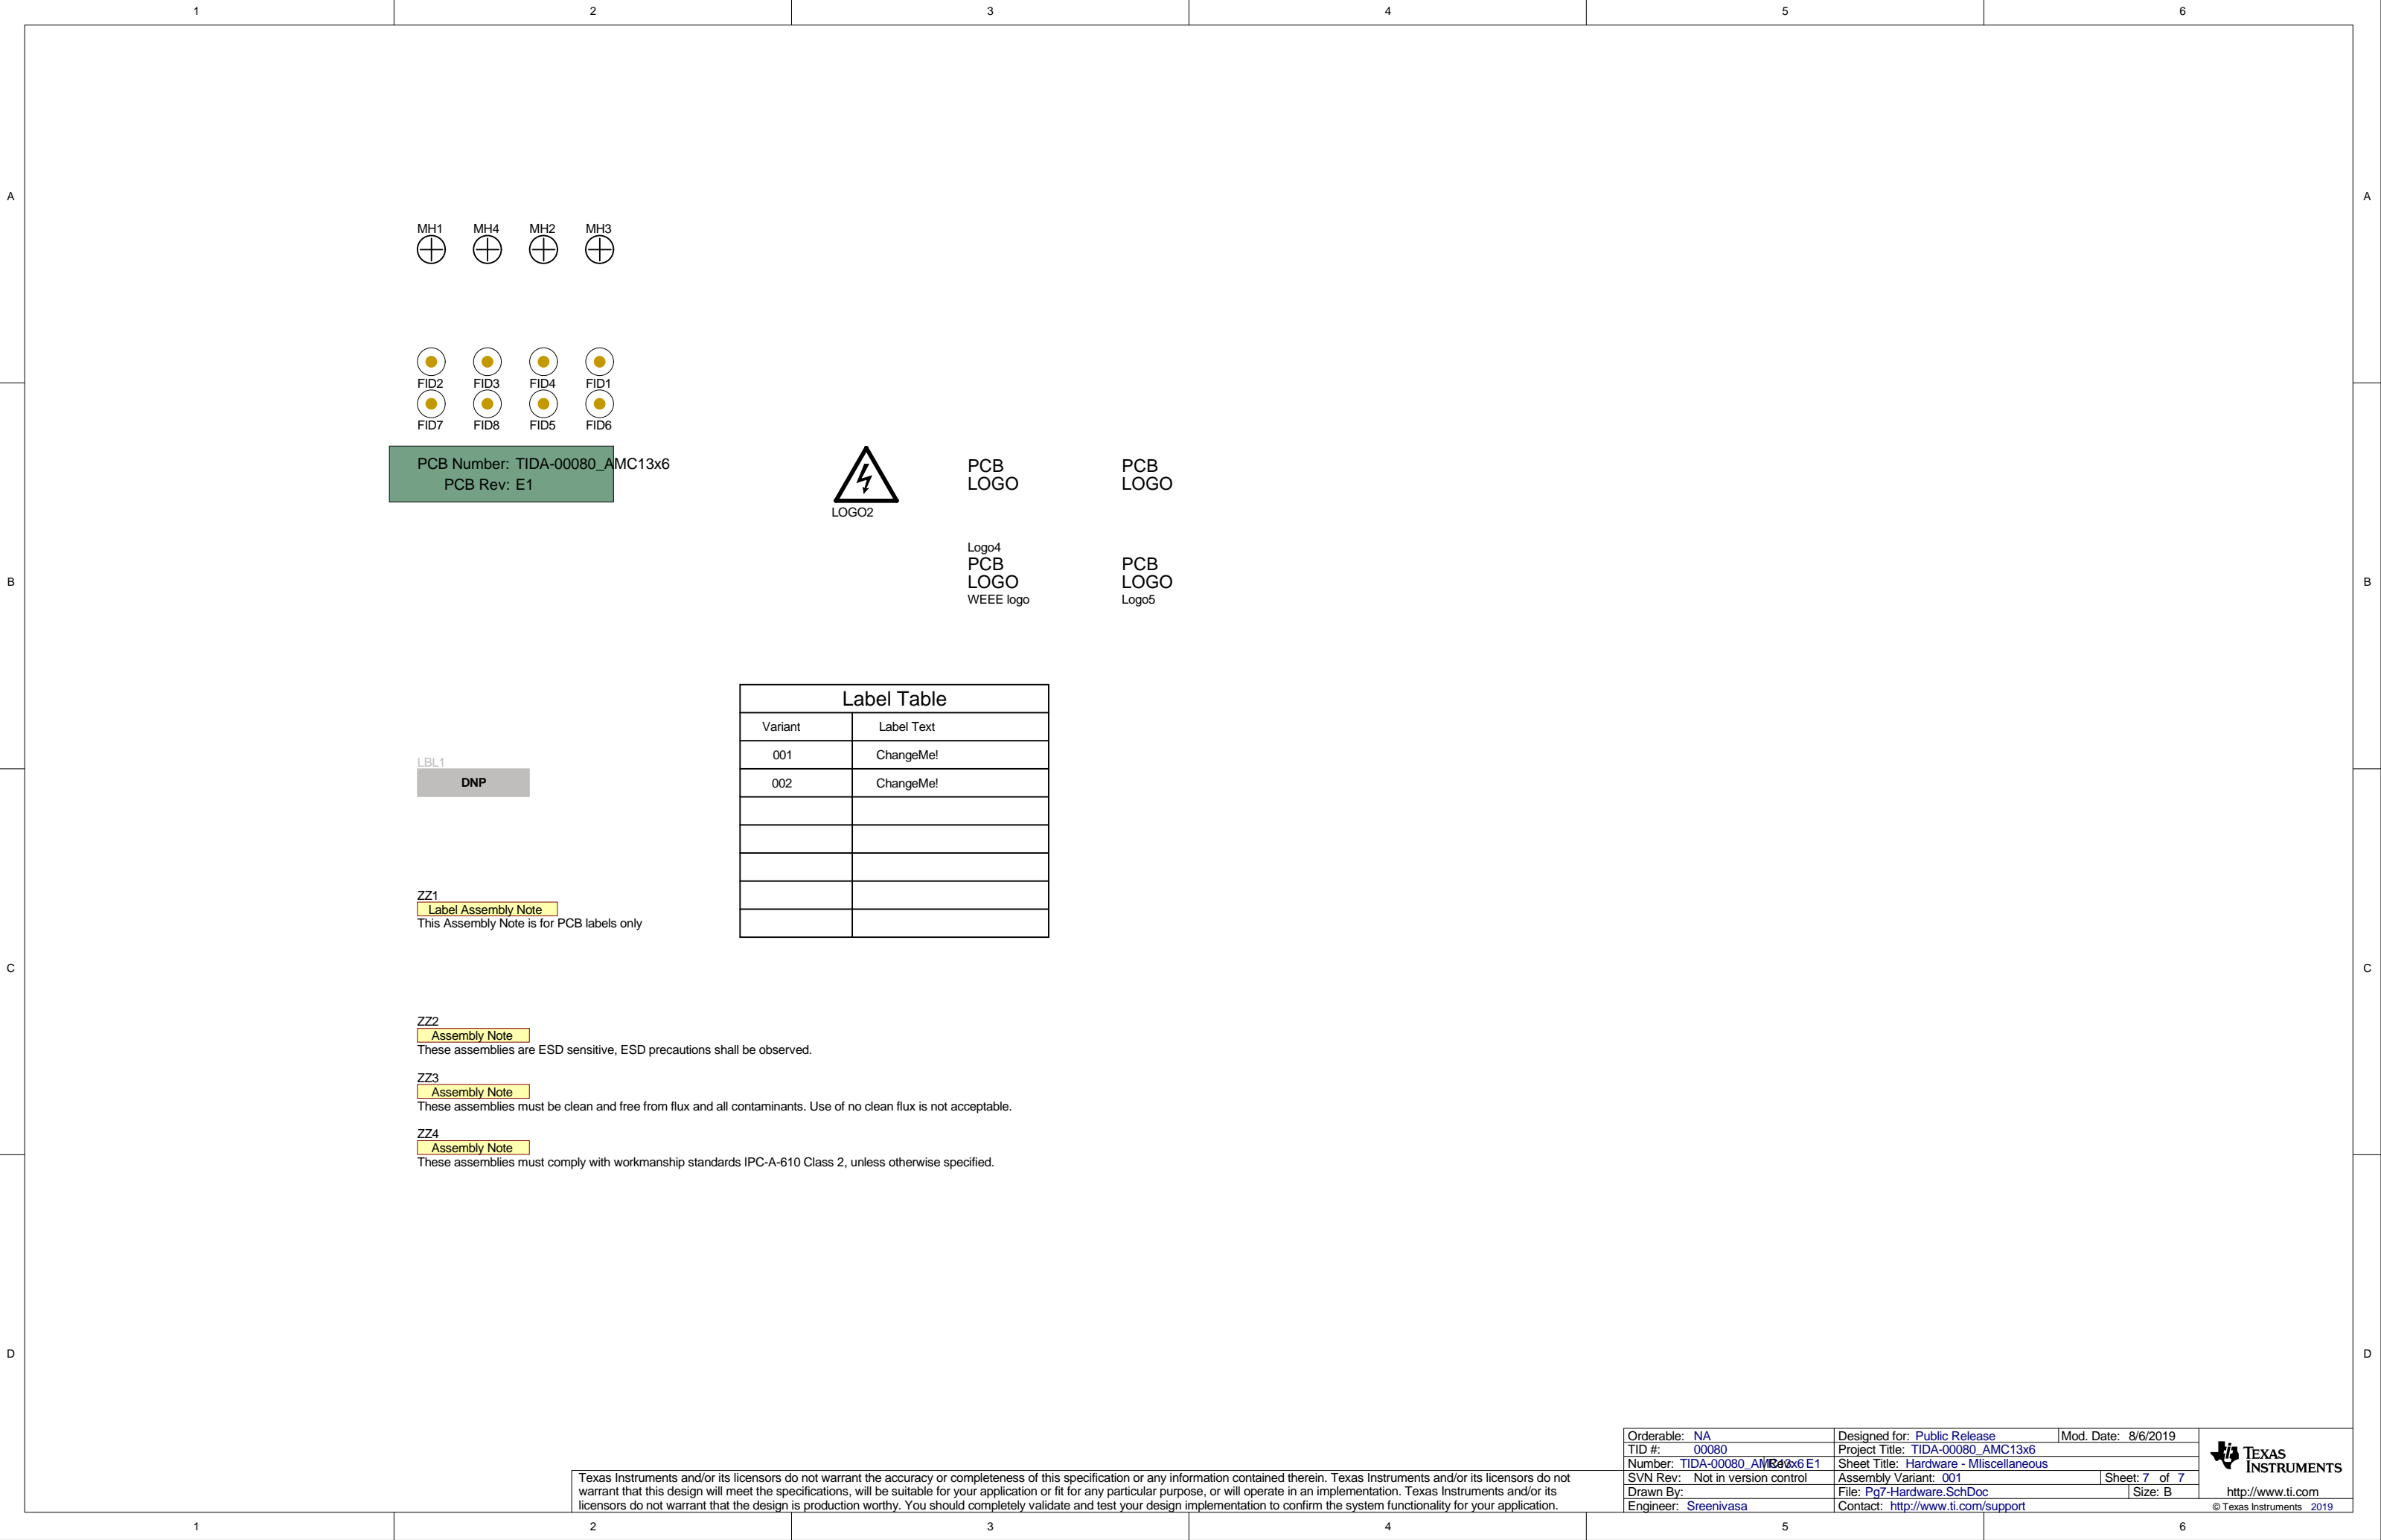 1 2 3 4 5 6
A A
MH1 MH4 MH2 MH3
FID2 FID3 FID4 FID1
FID7 FID8 FID5 FID6
PCB Number: TIDA-00080_AMC13x6
PCB Rev: E1
LOGO2
PCB
LOGO
PCB
LOGO
B B
Logo4
PCB
LOGO
WEEE logo
PCB
LOGO
Logo5
Label Table
Variant Label Text
001 ChangeMe!
002 ChangeMe!
LBL1
DNP
ZZ1
Label Assembly Note
This Assembly Note is for PCB labels only
C C
ZZ2
Assembly Note
These assemblies are ESD sensitive, ESD precautions shall be observed.
ZZ3
Assembly Note
These assemblies must be clean and free from flux and all contaminants. Use of no clean flux is not acceptable.
ZZ4
Assembly Note
These assemblies must comply with workmanship standards IPC-A-610 Class 2, unless otherwise specified.
D D
Texas Instruments and/or its licensors do not warrant the accuracy or completeness of this specification or any information contained therein. Texas Instruments and/or its licensors do not
warrant that this design will meet the specifications, will be suitable for your application or fit for any particular purpose, or will operate in an implementation. Texas Instruments and/or its
licensors do not warrant that the design is production worthy. You should completely validate and test your design implementation to confirm the system functionality for your application.
Orderable: NA Designed for: Public Release Mod. Date: 8/6/2019
TID #: 00080 Project Title: TIDA-00080_AMC13x6
Number: TIDA-00080_AMC13x6 Rev: E1 Sheet Title: Hardware - MIiscellaneous
SVN Rev: Not in version control Assembly Variant: 001 Sheet: 7 of 7
Drawn By: File: Pg7-Hardware.SchDoc Size: B
Engineer: Sreenivasa Contact: http://www.ti.com/support
TEXAS
INSTRUMENTS
http://www.ti.com
© Texas Instruments 2019
1 2 3 4 5 6